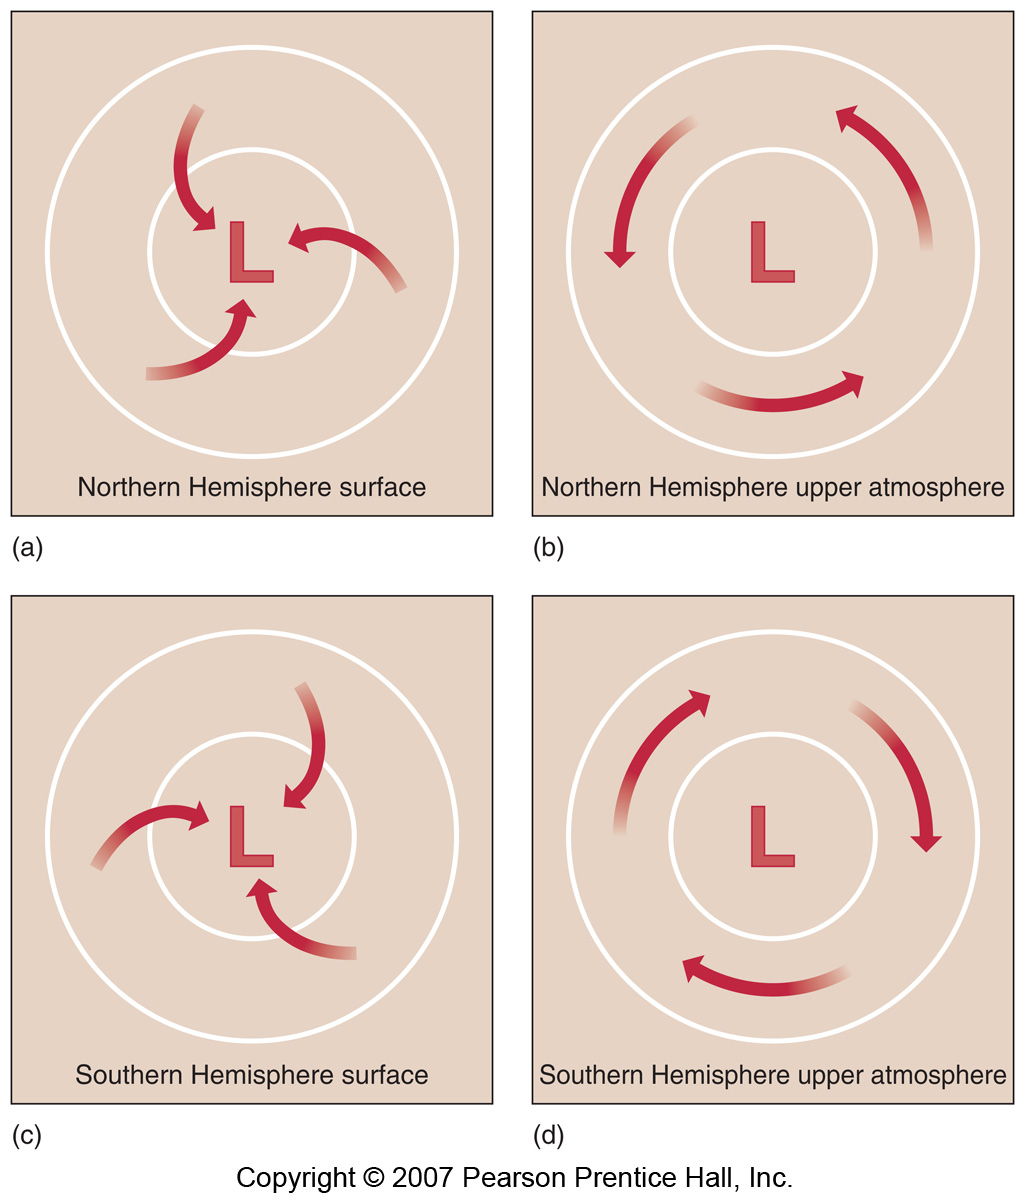 L
Northern Hemisphere surface
(a)
L
Northern Hemisphere upper atmosphere
(b)
L
Southern Hemisphere surface
(c)
L
Southern Hemisphere upper atmosphere
(d)
Copyright © 2007 Pearson Prentice Hall, Inc.